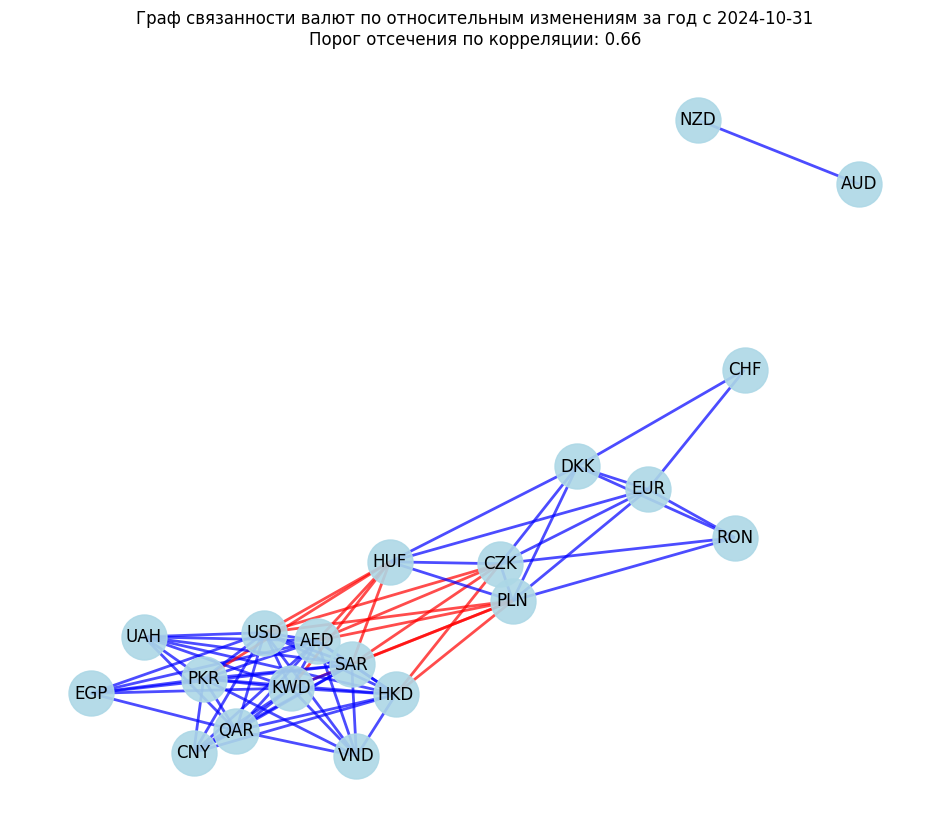 Граф связанности валют по относительным изменениям за год с 2024-10-31
Порог отсечения по корреляции: 0.66
NZD
AUD
CHF
DKK
EUR
RON
HUF
CZK
PLN
USD
UAH
AED
SAR
PKR
KWD
EGP
HKD
QAR
CNY
VND